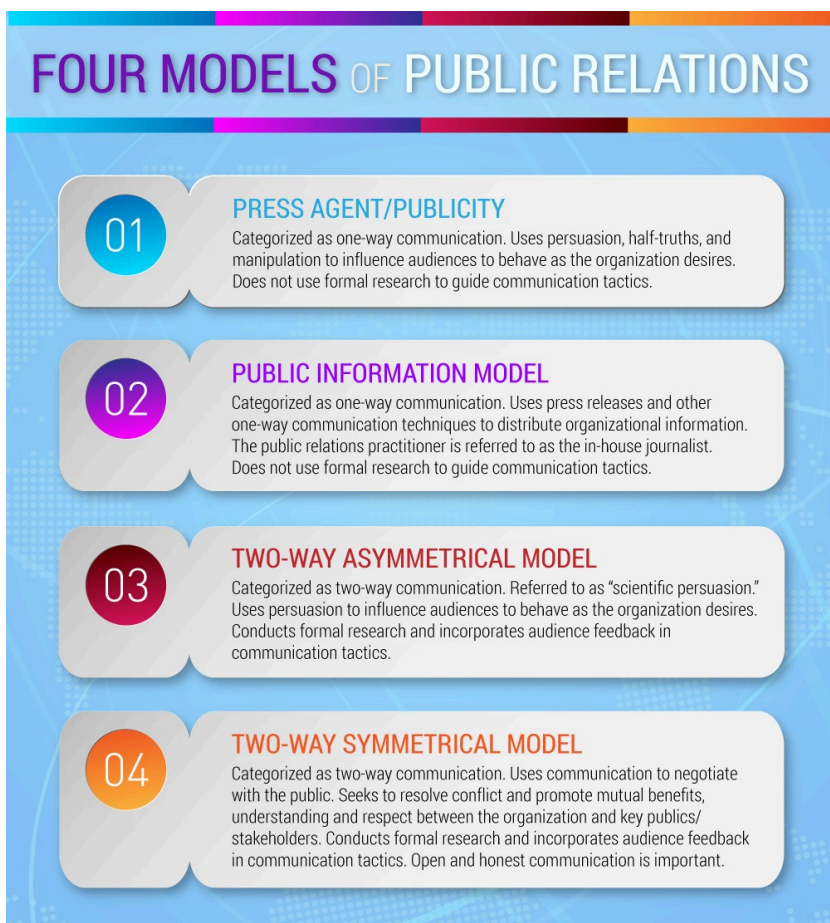 FOUR MODELS OF PUBLIC RELATIONS
01
PRESS AGENT/PUBLICITY
Categorized as one-way communication. Uses persuasion, half-truths, and
manipulation to influence audiences to behave as the organization desires.
Does not use formal research to guide communication tactics.
02
PUBLIC INFORMATION MODEL
Categorized as one-way communication. Uses press releases and other
one-way communication techniques to distribute organizational information.
The public relations practitioner is referred to as the in-house journalist.
Does not use formal research to guide communication tactics.
03
TWO-WAY ASYMMETRICAL MODEL
Categorized as two-way communication. Referred to as “scientific persuasion.”
Uses persuasion to influence audiences to behave as the organization desires.
Conducts formal research and incorporates audience feedback in
communication tactics.
04
TWO-WAY SYMMETRICAL MODEL
Categorized as two-way communication. Uses communication to negotiate
with the public. Seeks to resolve conflict and promote mutual benefits,
understanding and respect between the organization and key publics/
stakeholders. Conducts formal research and incorporates audience feedback
in communication tactics. Open and honest communication is important.